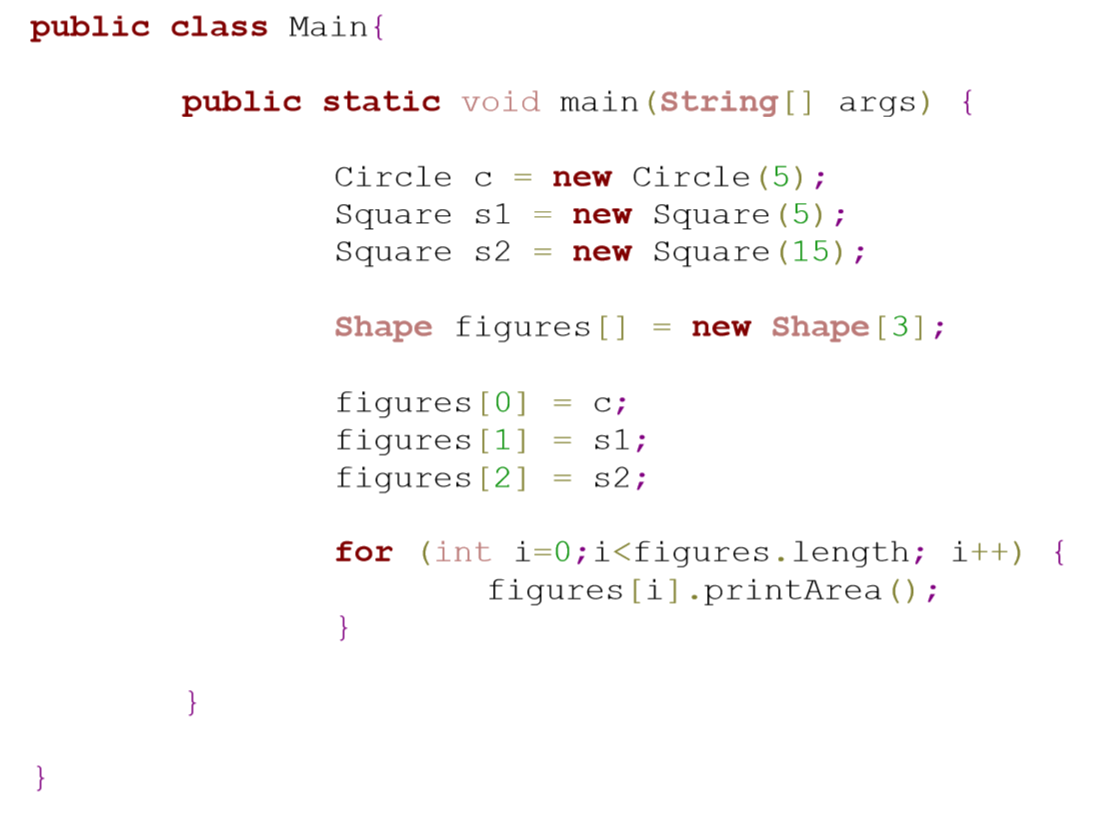 public class Main{
public static void main(String[] args) {
Circle c = new Circle(5);
Square s1 = new Square(5);
Square s2 = new Square(15);
Shape figures[] = new Shape[3];
figures[0] = c;
figures[1] = s1;
figures[2] = s2;
for (int i=0;i<figures.length; i++) {
figures[i].printArea();
}
}
}